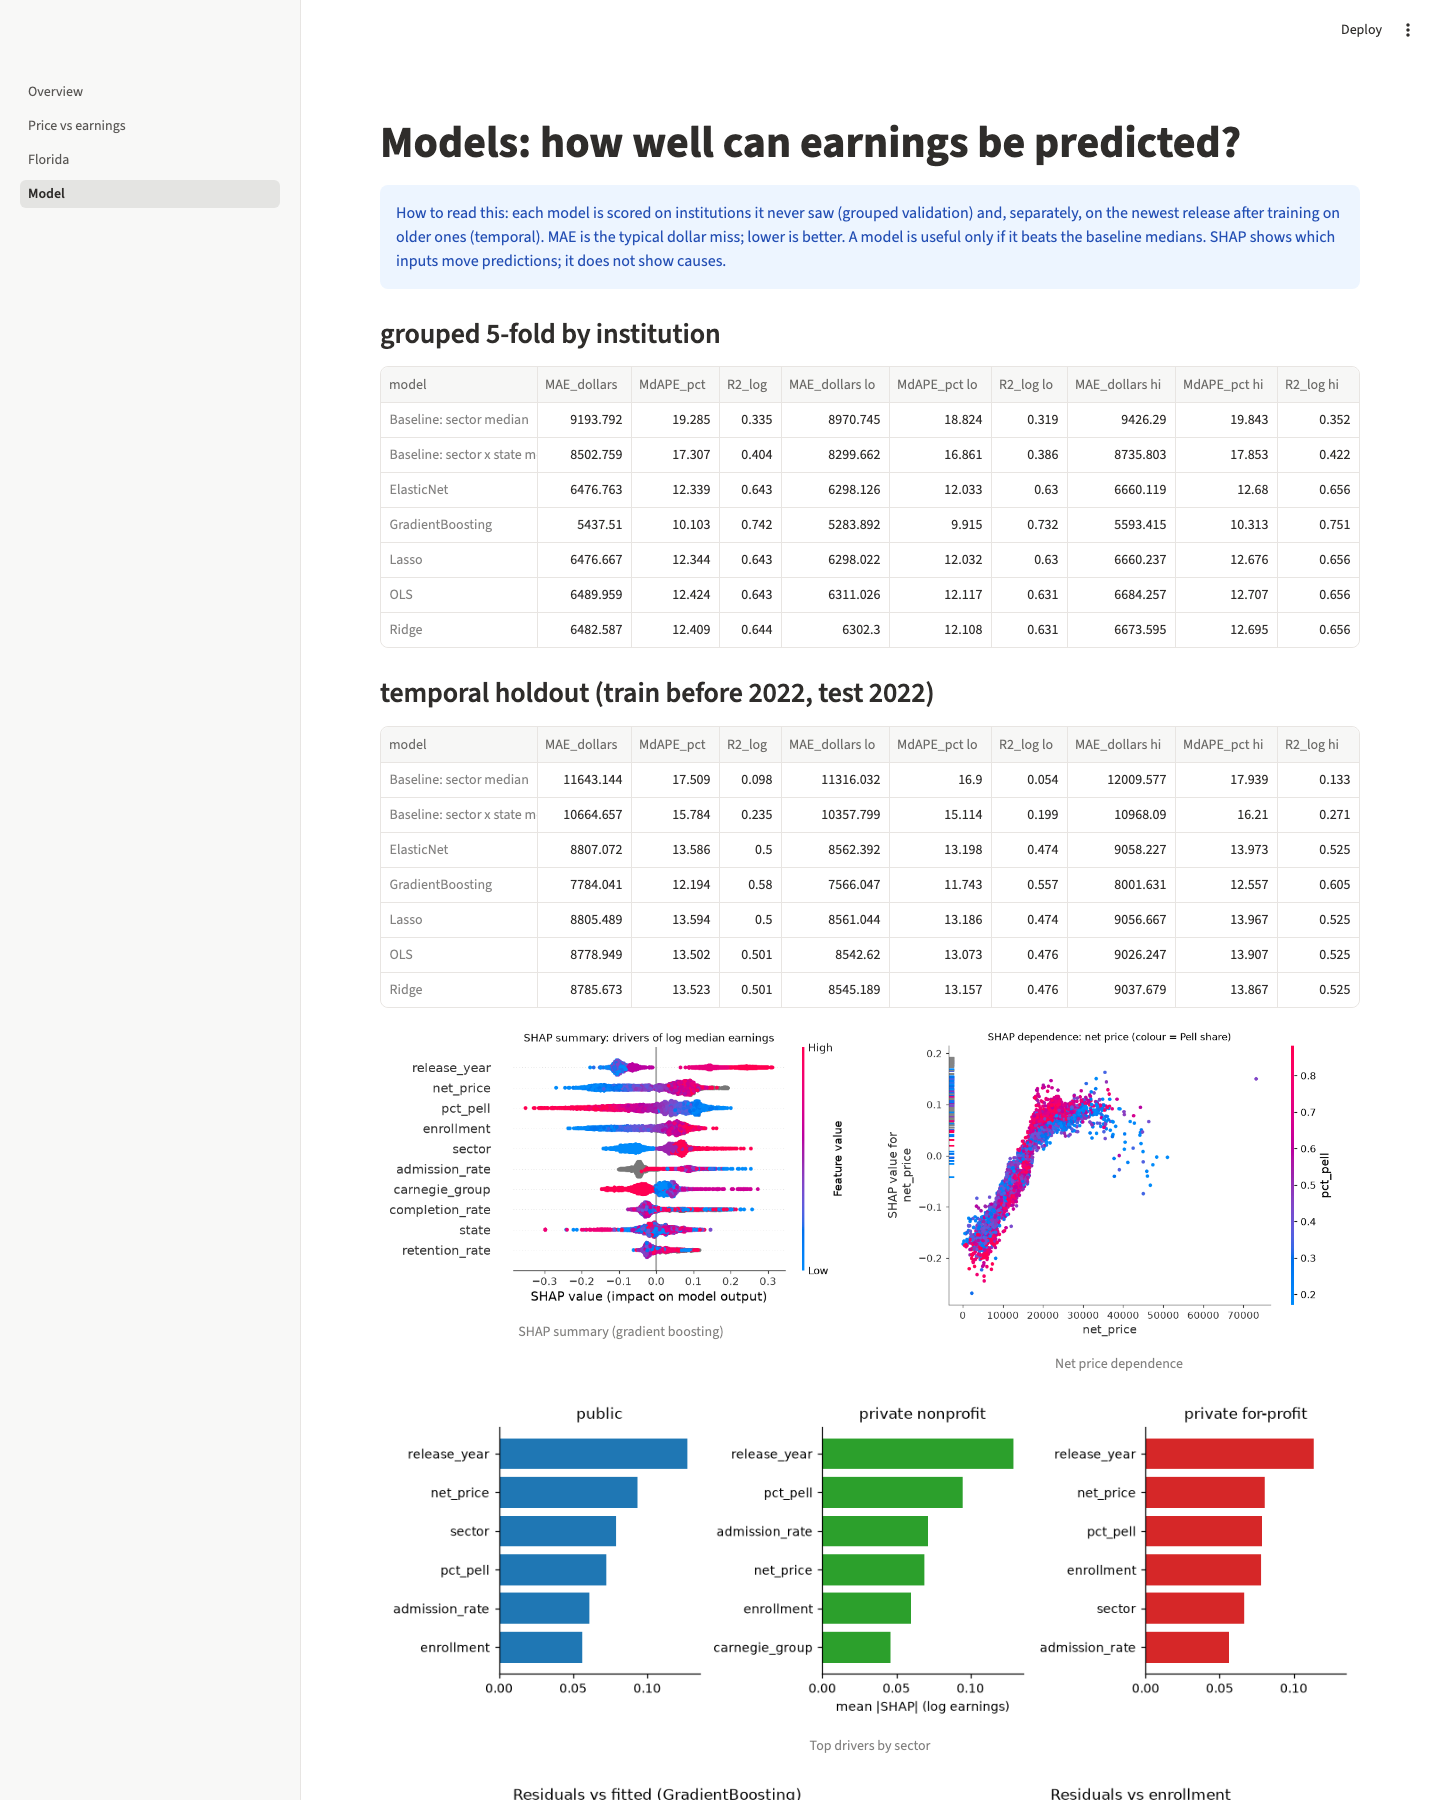 Deploy
Overview
Price vs earnings
Florida
Model
Models: how well can earnings be predicted?
How to read this: each model is scored on institutions it never saw (grouped validation) and, separately, on the newest release after training on
older ones (temporal). MAE is the typical dollar miss; lower is better. A model is useful only if it beats the baseline medians. SHAP shows which
inputs move predictions; it does not show causes.
grouped 5-fold by institution
model MAE_dollars MdAPE_pct R2_log MAE_dollars lo MdAPE_pct lo R2_log lo MAE_dollars hi MdAPE_pct hi R2_log hi
Baseline: sector median 9193.792 19.285 0.335 8970.745 18.824 0.319 9426.29 19.843 0.352
Baseline: sector x state m 8502.759 17.307 0.404 8299.662 16.861 0.386 8735.803 17.853 0.422
ElasticNet 6476.763 12.339 0.643 6298.126 12.033 0.63 6660.119 12.68 0.656
GradientBoosting 5437.51 10.103 0.742 5283.892 9.915 0.732 5593.415 10.313 0.751
Lasso 6476.667 12.344 0.643 6298.022 12.032 0.63 6660.237 12.676 0.656
OLS 6489.959 12.424 0.643 6311.026 12.117 0.631 6684.257 12.707 0.656
Ridge 6482.587 12.409 0.644 6302.3 12.108 0.631 6673.595 12.695 0.656
temporal holdout (train before 2022, test 2022)
model MAE_dollars MdAPE_pct R2_log MAE_dollars lo MdAPE_pct lo R2_log lo MAE_dollars hi MdAPE_pct hi R2_log hi
Baseline: sector median 11643.144 17.509 0.098 11316.032 16.9 0.054 12009.577 17.939 0.133
Baseline: sector x state m 10664.657 15.784 0.235 10357.799 15.114 0.199 10968.09 16.21 0.271
ElasticNet 8807.072 13.586 0.5 8562.392 13.198 0.474 9058.227 13.973 0.525
GradientBoosting 7784.041 12.194 0.58 7566.047 11.743 0.557 8001.631 12.557 0.605
Lasso 8805.489 13.594 0.5 8561.044 13.186 0.474 9056.667 13.967 0.525
OLS 8778.949 13.502 0.501 8542.62 13.073 0.476 9026.247 13.907 0.525
Ridge 8785.673 13.523 0.501 8545.189 13.157 0.476 9037.679 13.867 0.525
SHAP summary: drivers of log median earnings
High
release_year
net_price
pct_pell
enrollment
sector
admission_rate
carnegie_group
completion_rate
state
retention_rate
Feature value
Low
−0.3 −0.2 −0.1 0.0 0.1 0.2 0.3
SHAP value (impact on model output)
SHAP summary (gradient boosting)
SHAP dependence: net price (colour = Pell share)
0.2
0.1
0.0
−0.1
−0.2
SHAP value for
net_price
0.8
0.7
0.6
0.5
0.4
0.3
0.2
pct_pell
0 10000 20000 30000 40000 50000 60000 70000
net_price
Net price dependence
public
release_year
net_price
sector
pct_pell
admission_rate
enrollment
0.00 0.05 0.10
private nonprofit
release_year
pct_pell
admission_rate
net_price
enrollment
carnegie_group
0.00 0.05 0.10
mean |SHAP| (log earnings)
private for-profit
release_year
net_price
pct_pell
enrollment
sector
admission_rate
0.00 0.05 0.10
Top drivers by sector
Residuals vs fitted (GradientBoosting)
Residuals vs enrollment